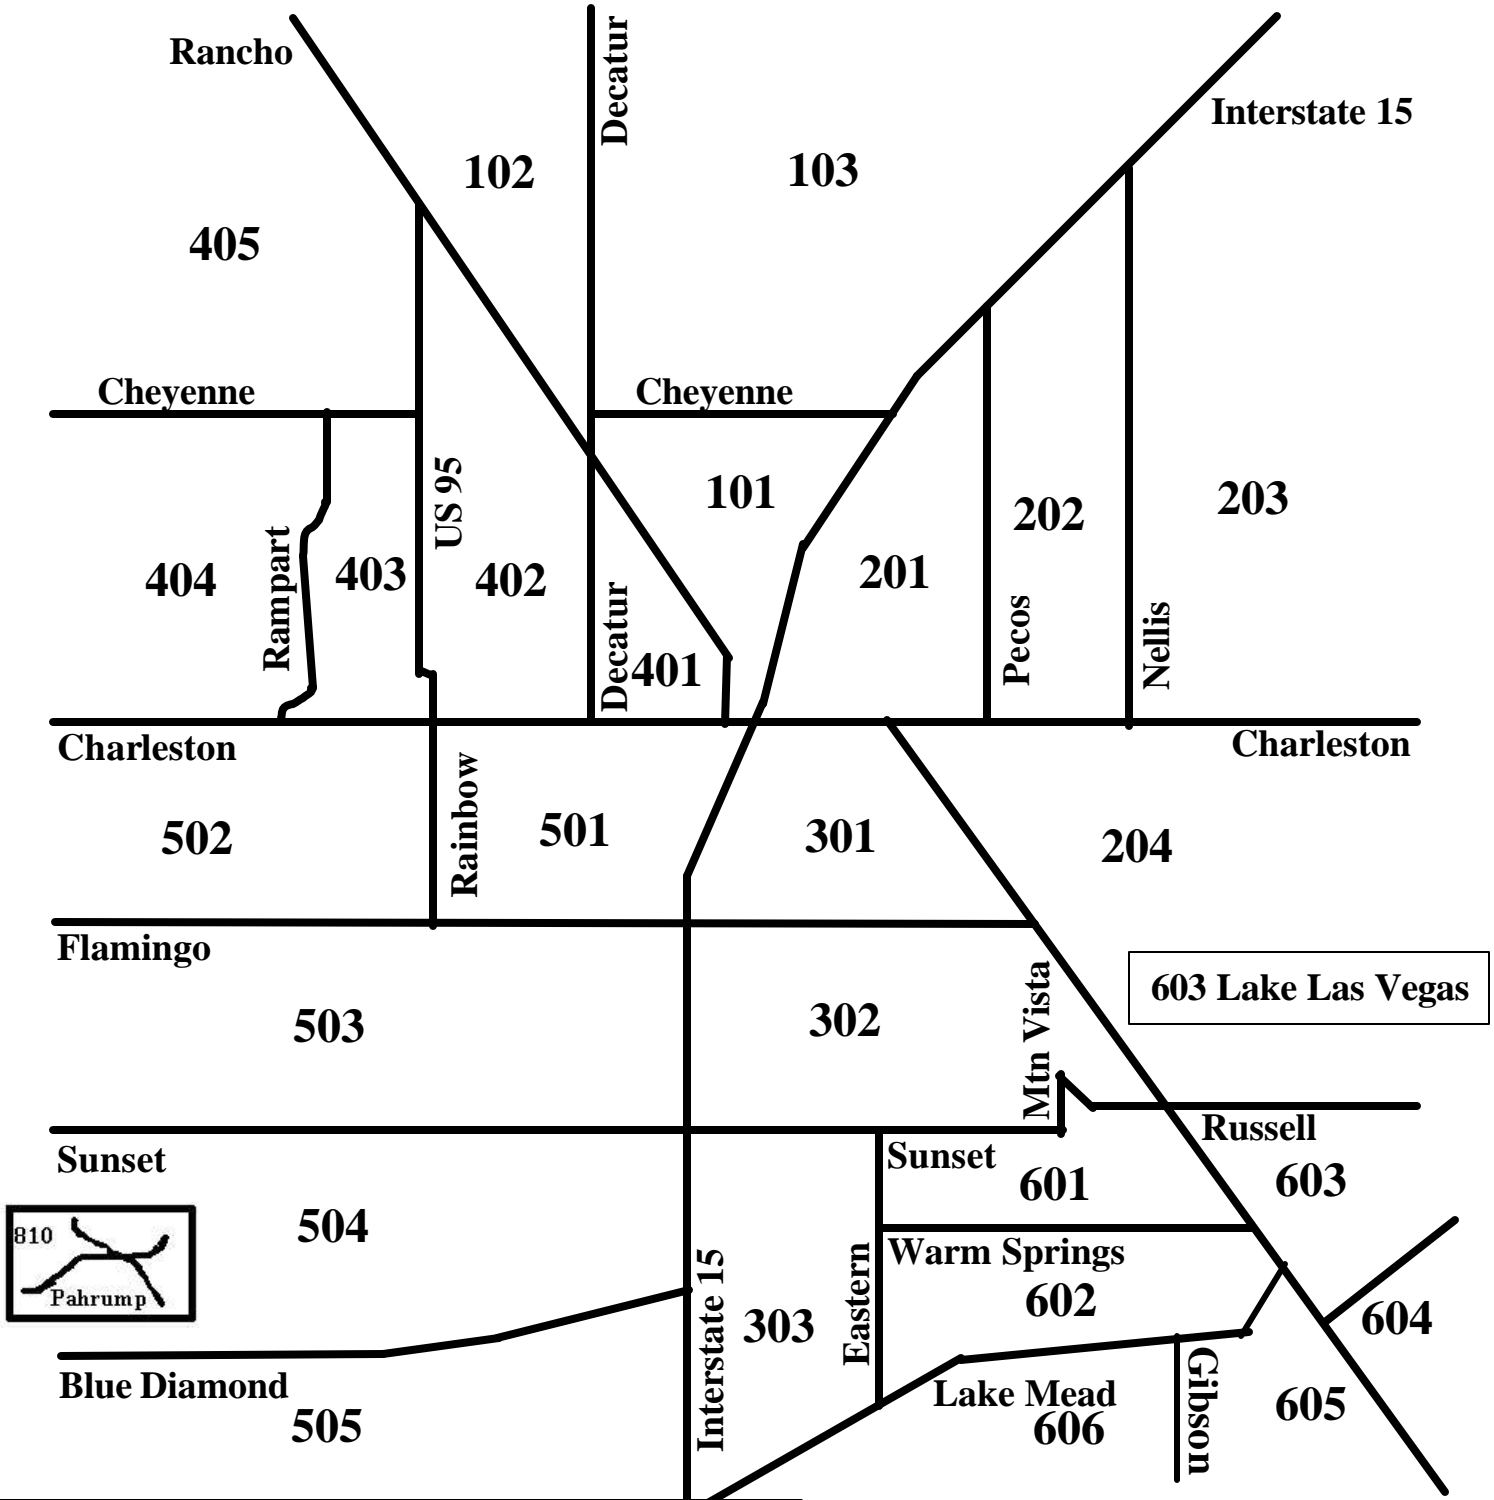 Rancho
Decatur
Interstate 15
102
103
405
Cheyenne
Cheyenne
US 95
101
202
203
404
Rampart
403
402
201
Decatur
401
Pecos
Nellis
Charleston
Charleston
502
Rainbow
501
301
204
Flamingo
603 Lake Las Vegas
503
302
Mtn Vista
Russell
Sunset
Sunset
601
603
810
Pahrump
504
Warm Springs
602
604
Interstate 15
303
Eastern
Blue Diamond
Lake Mead
Gibson
605
505
606